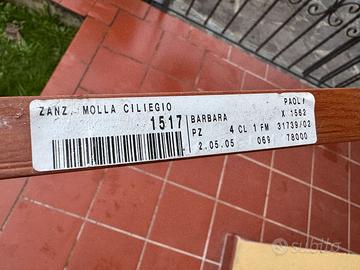 ZANZ. MOLLA CILIEGIO
1517
BARBARA
PAOLI
X 1562
PZ 4 CL 1 FM 31739/02
2.05.05 069 78000
subito